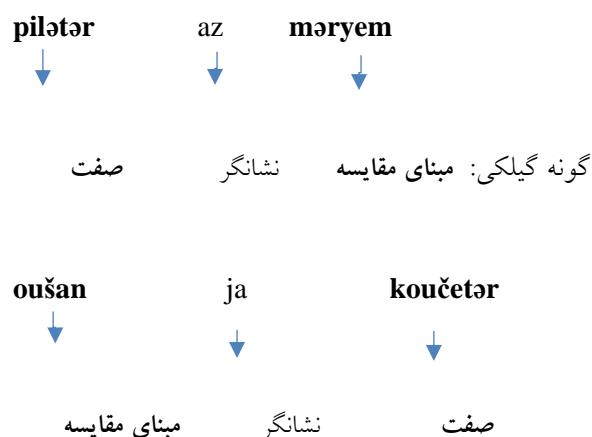 pilətər az məryem
گونه گیلکی: مبنای مقایسه نشانگر صفت
oušan ja koučetər
صفت نشانگر مبنای مقایسه